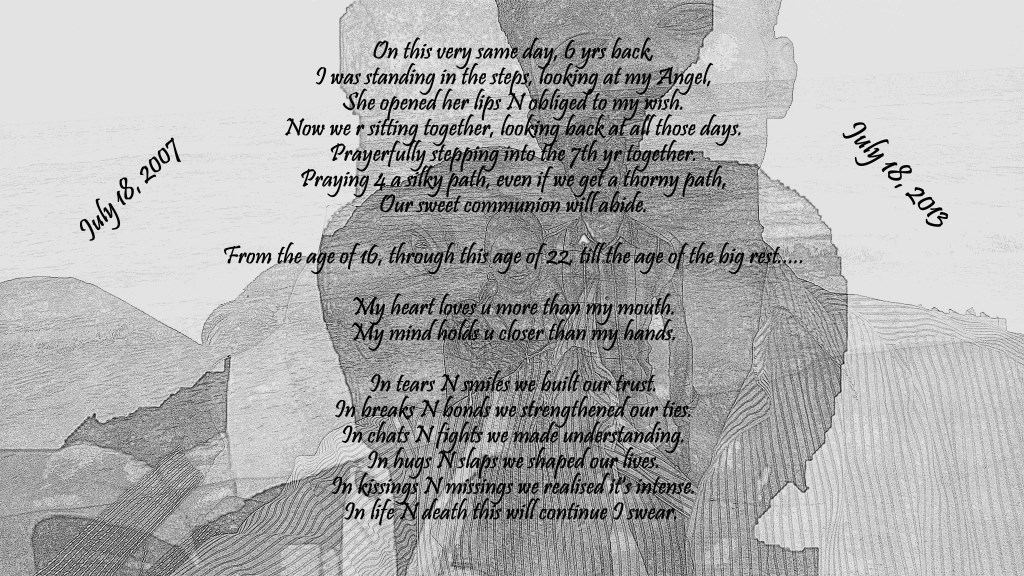 On this very same day, 6 yrs back,
I was standing in the steps, looking at my Angel,
She opened her lips N obliged to my wish.
Now we r sitting together, looking back at all those days.
Prayerfully stepping into the 7th yr together.
Praying 4 a silky path, even if we get a thorny path,
Our sweet communion will abide.
July 18, 2007
July 18, 2013
From the age of 16, through this age of 22, till the age of the big rest.....
My heart loves u more than my mouth.
My mind holds u closer than my hands.
In tears N smiles we built our trust.
In breaks N bonds we strengthened our ties.
In chats N fights we made understanding.
In hugs N slaps we shaped our lives.
In kissings N missings we realised it's intense.
In life N death this will continue I swear.